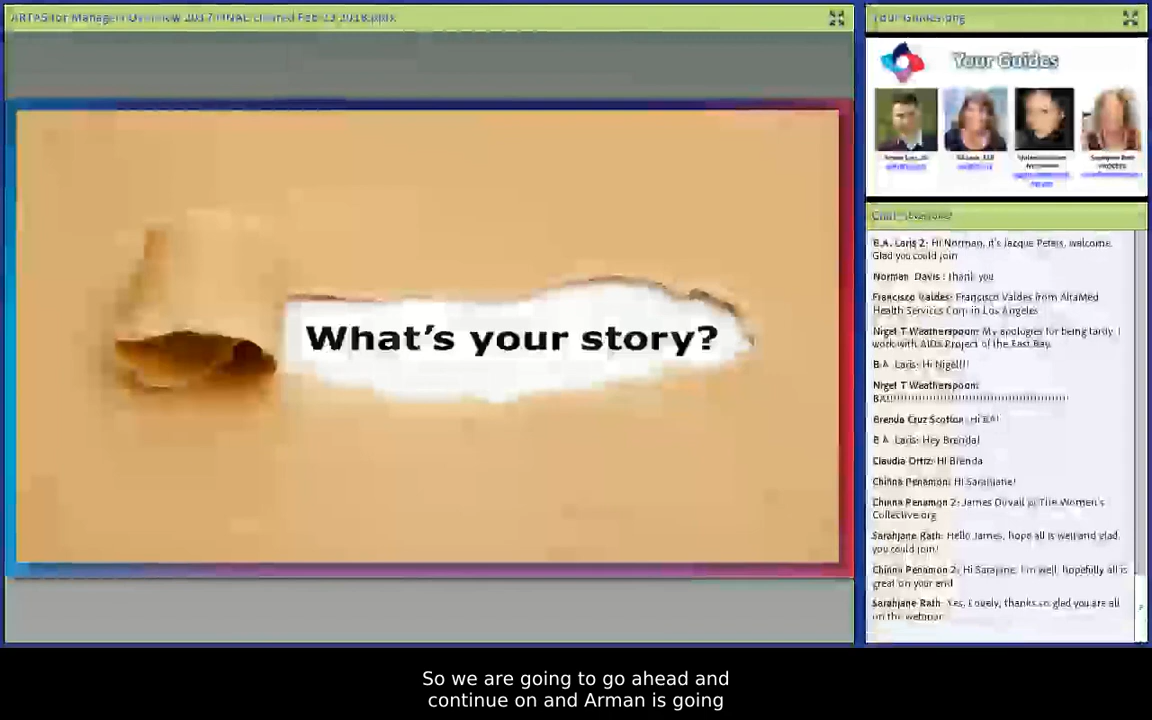 ARTAS for Managers Overview 2017 FINAL cleared Feb 23 2018.pptx
What's your story?
Your Guides.png
Your Guides
(Everyone)
B.A. Laris 2: Hi Norman, it's Jacque Peters, welcome.
Glad you could join
Norman Davis: thank you
Francisco Valdes: Francisco Valdes from AltaMed
Health Services Corp in Los Angeles
Nigel T Weatherspoon: My apologies for being tardy. I
work with AIDS Project of the East Bay.
B.A. Laris: Hi Nigel!!!
Nigel T Weatherspoon:
Brenda Cruz Scotton: Hi BA!
B.A. Laris: Hey Brenda!
Claudia Ortiz: Hi Brenda
Chinna Penamon: Hi Sarahjane!
Chinna Penamon 2: James Duvall @ The Women's
Collective.org
Sarahjane Rath: Hello James, hope all is well and glad
you could join!
Chinna Penamon 2: Hi Sarajane, I'm well, hopefully all is
great on your end
Sarahjane Rath: Yes, Lovely, thanks so glad you are all
on the webinar
So we are going to go ahead and
continue on and Arman is going